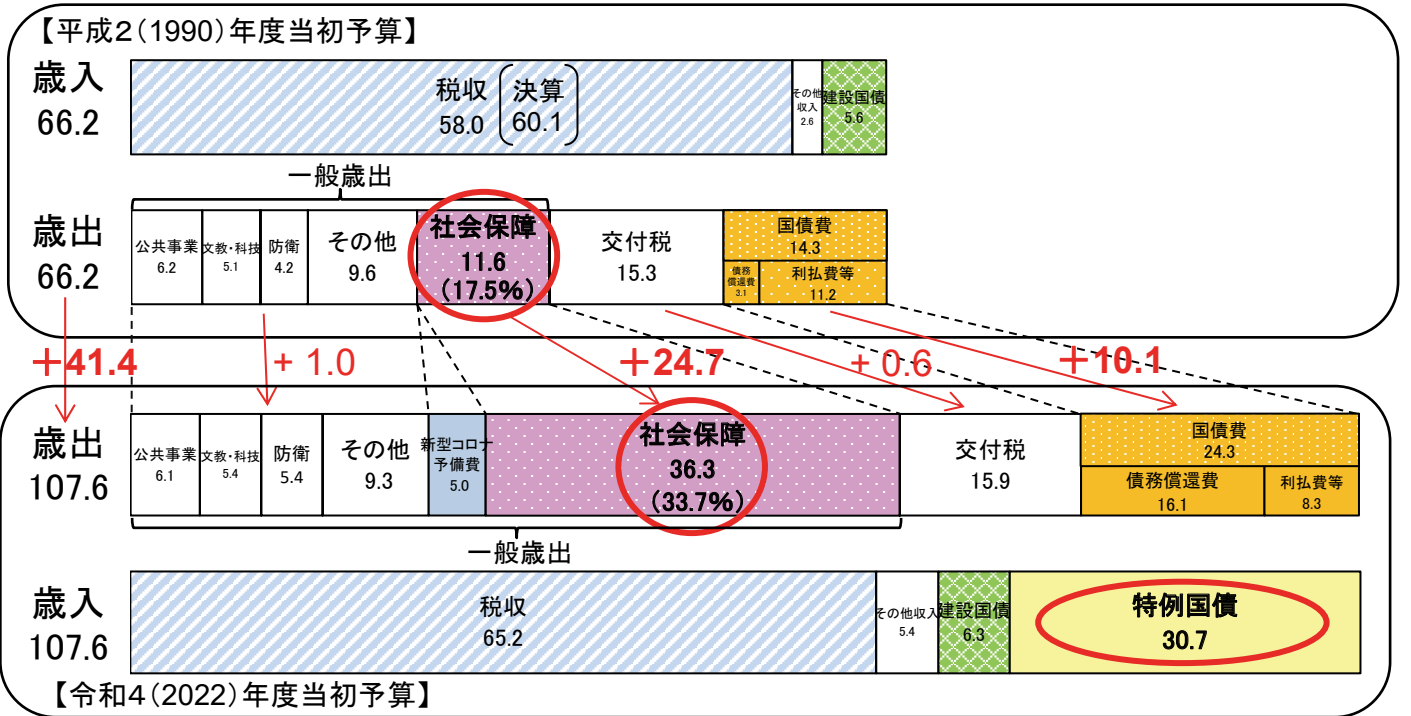 【平成2(1990)年度当初予算】
歳入
66.2
税収
58.0
決算
60.1
その他
収入
2.6
建設国債
5.6
一般歳出
歳出
66.2
公共事業
6.2
文教・科技
5.1
防衛
4.2
その他
9.6
社会保障
11.6
(17.5%)
交付税
15.3
国債費
14.3
債務
償還費
3.1
利払費等
11.2
+41.4
+ 1.0
+24.7
+ 0.6
+10.1
歳出
107.6
公共事業
6.1
文教・科技
5.4
防衛
5.4
その他
9.3
新型コロナ
予備費
5.0
社会保障
36.3
(33.7%)
交付税
15.9
国債費
24.3
債務償還費
16.1
利払費等
8.3
一般歳出
歳入
107.6
税収
65.2
その他収入
5.4
建設国債
6.3
特例国債
30.7
【令和4(2022)年度当初予算】